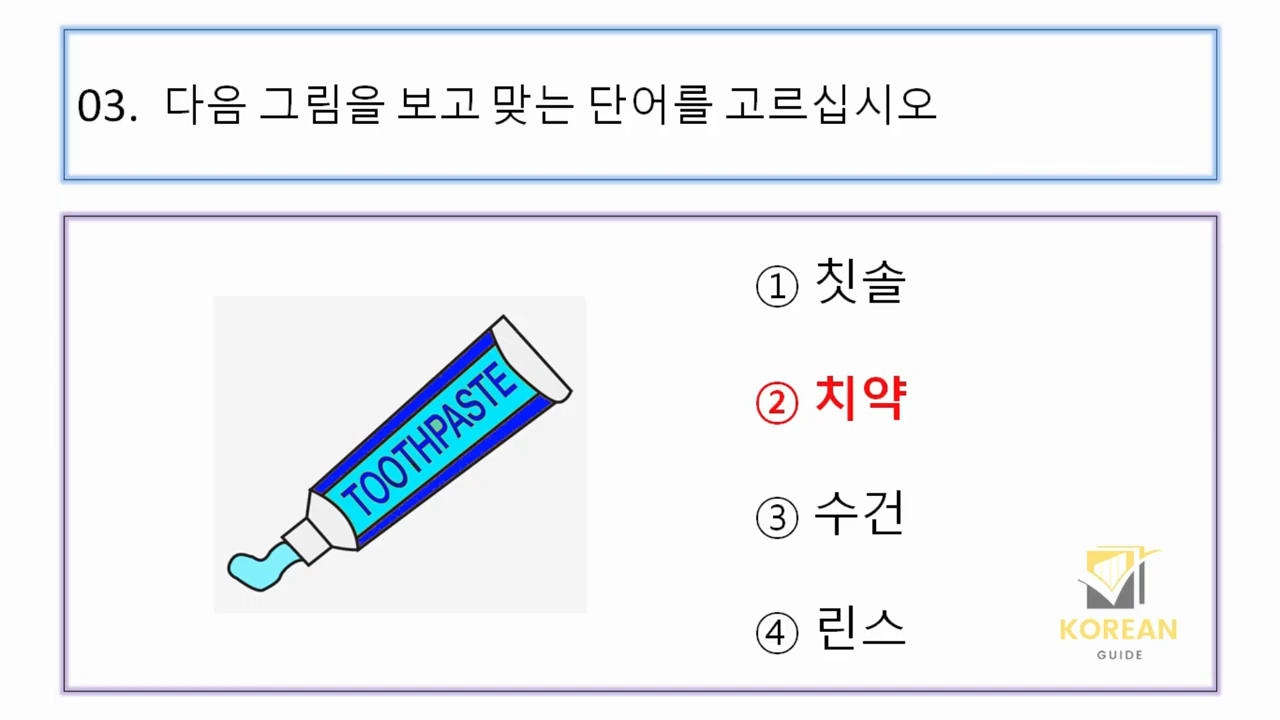 03. 다음 그림을 보고 맞는 단어를 고르십시오
TOOTHPASTE
① 칫솔
② 치약
③ 수건
④ 린스
KOREAN
GUIDE